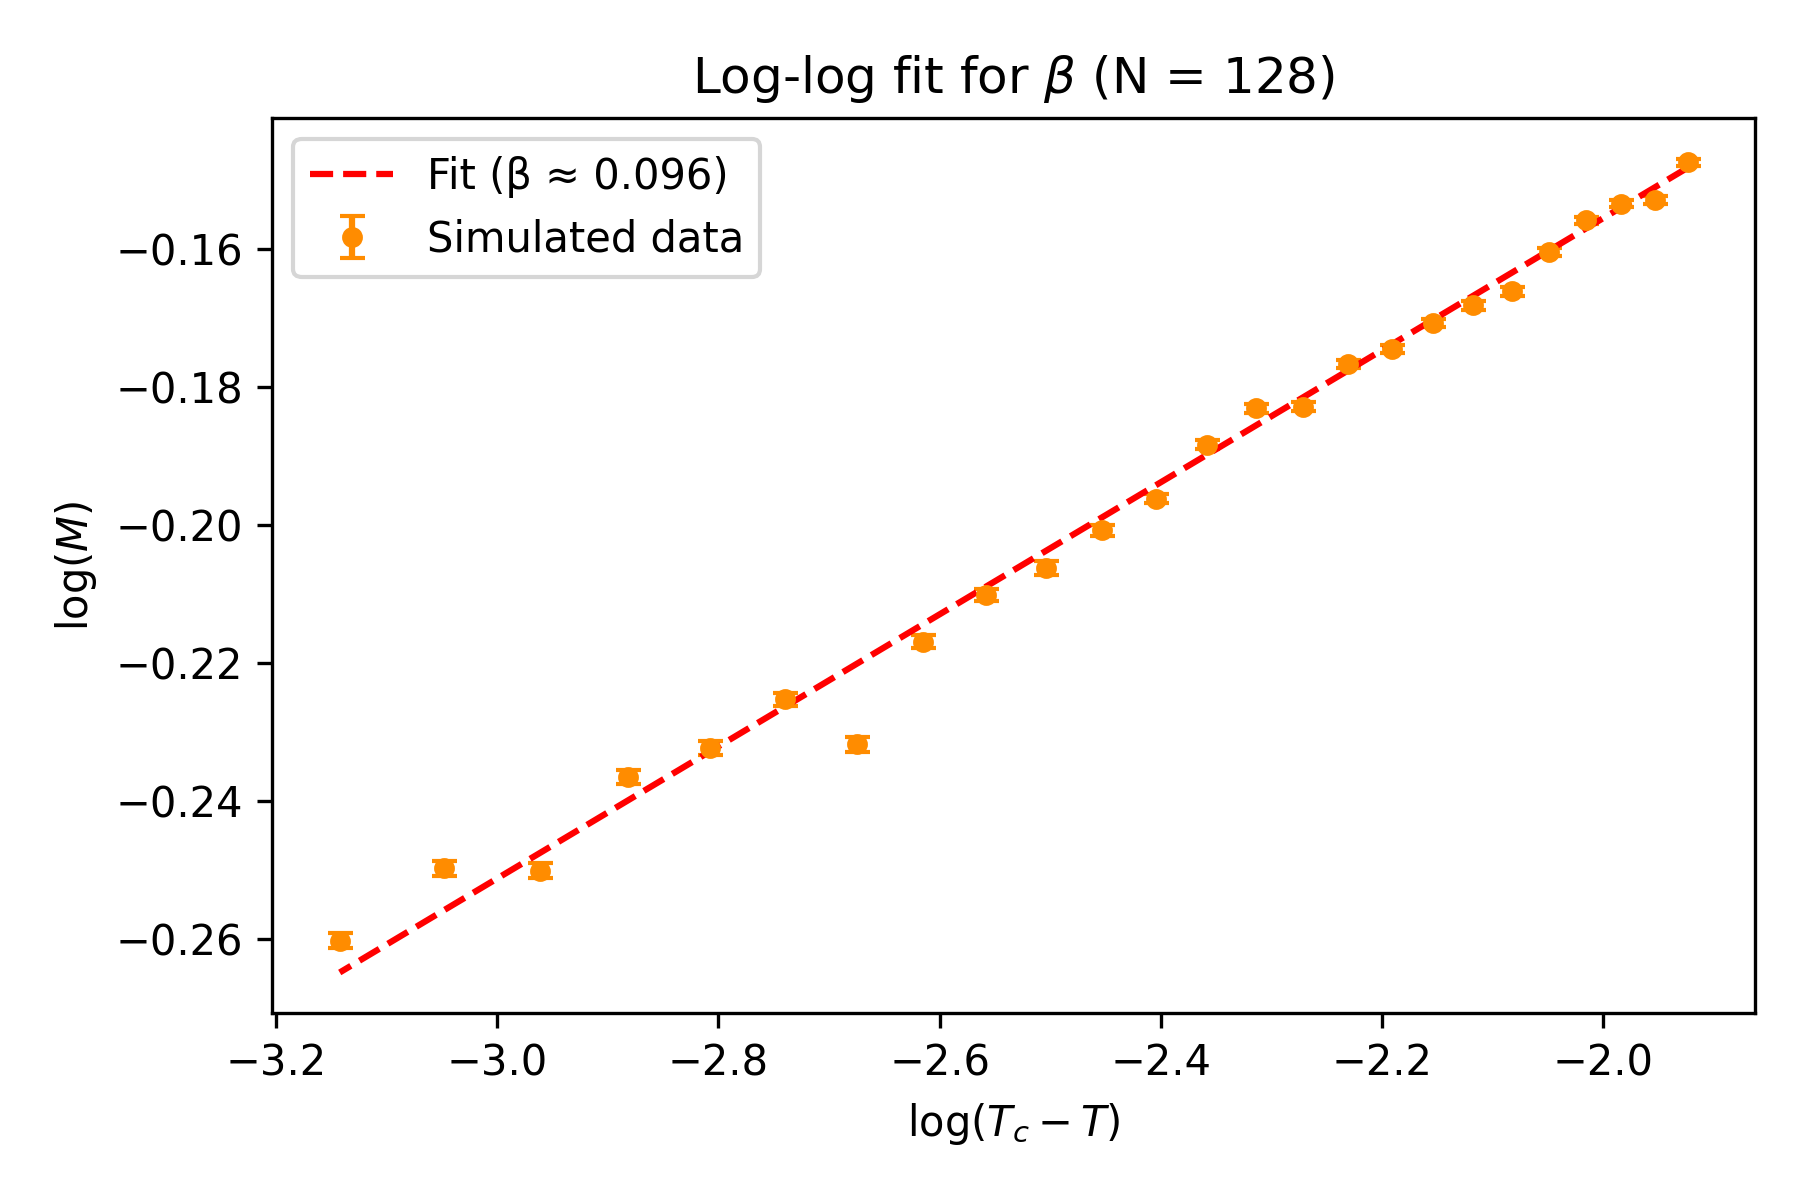 Log-log fit for β (N = 128)
Fit (β ≈ 0.096)
Simulated data
−0.16
−0.18
−0.20
−0.22
−0.24
−0.26
log(M)
−3.2 −3.0 −2.8 −2.6 −2.4 −2.2 −2.0
log(T_c − T)